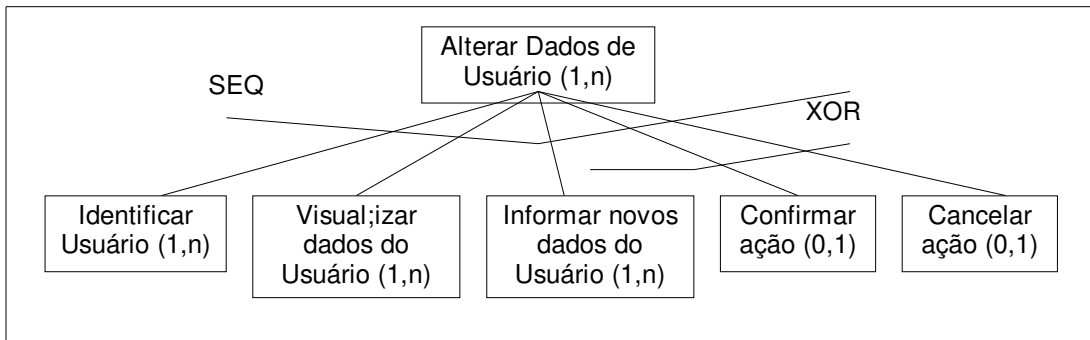 Alterar Dados de
Usuário (1,n)
SEQ
XOR
Identificar
Usuário (1,n)
Visual;izar
dados do
Usuário (1,n)
Informar novos
dados do
Usuário (1,n)
Confirmar
ação (0,1)
Cancelar
ação (0,1)